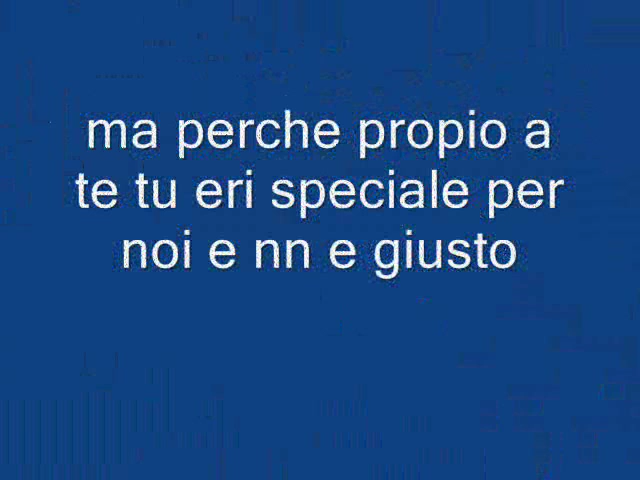 ma perche propio a
te tu eri speciale per
noi e nn e giusto